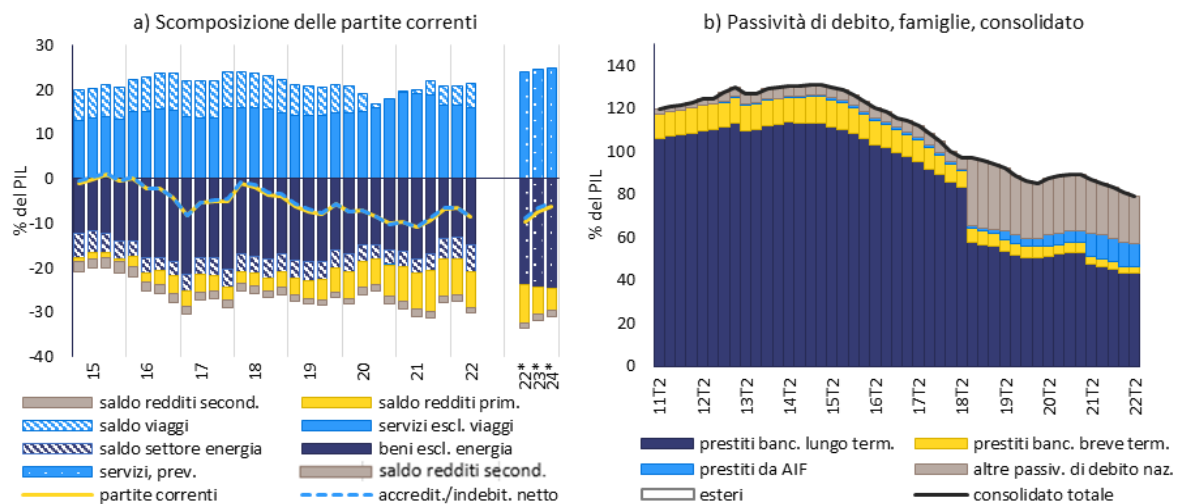 a) Scomposizione delle partite correnti
% del PIL
30
20
10
0
-10
-20
-30
-40
15
16
17
18
19
20
21
22
22*
23*
24*
saldo redditi second.
saldo redditi prim.
saldo viaggi
servizi escl. viaggi
saldo settore energia
beni escl. energia
servizi, prev.
saldo redditi second.
partite correnti
accredit./indebit. netto
b) Passività di debito, famiglie, consolidato
% del PIL
140
120
100
80
60
40
20
0
11T2
12T2
13T2
14T2
15T2
16T2
17T2
18T2
19T2
20T2
21T2
22T2
prestiti banc. lungo term.
prestiti banc. breve term.
prestiti da AIF
altre passiv. di debito naz.
esteri
consolidato totale